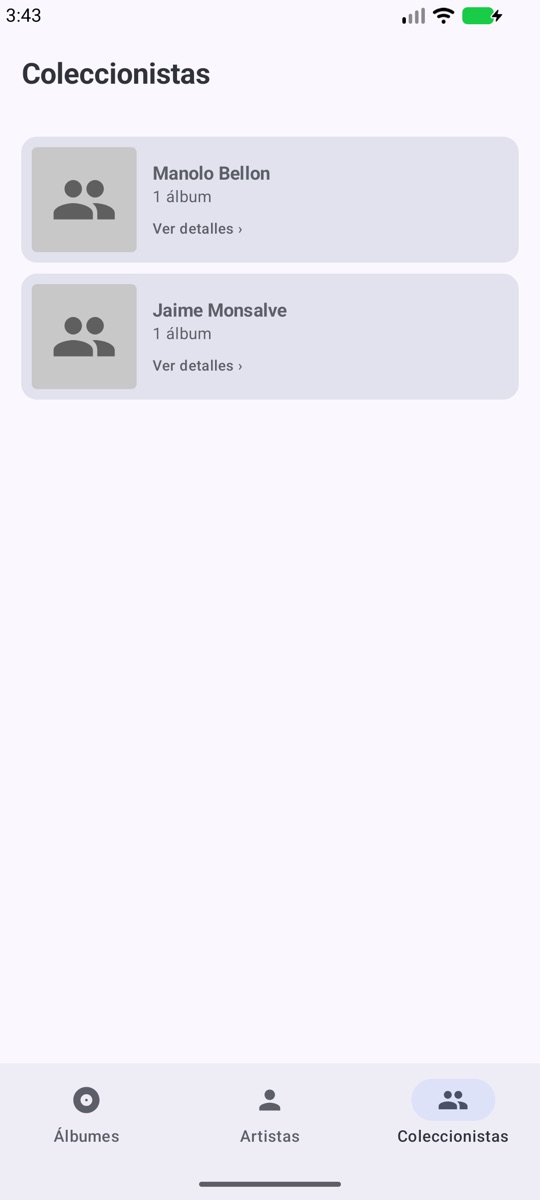 3:43
Coleccionistas
Manolo Bellon
1 álbum
Ver detalles ›
Jaime Monsalve
1 álbum
Ver detalles ›
Álbumes
Artistas
Coleccionistas